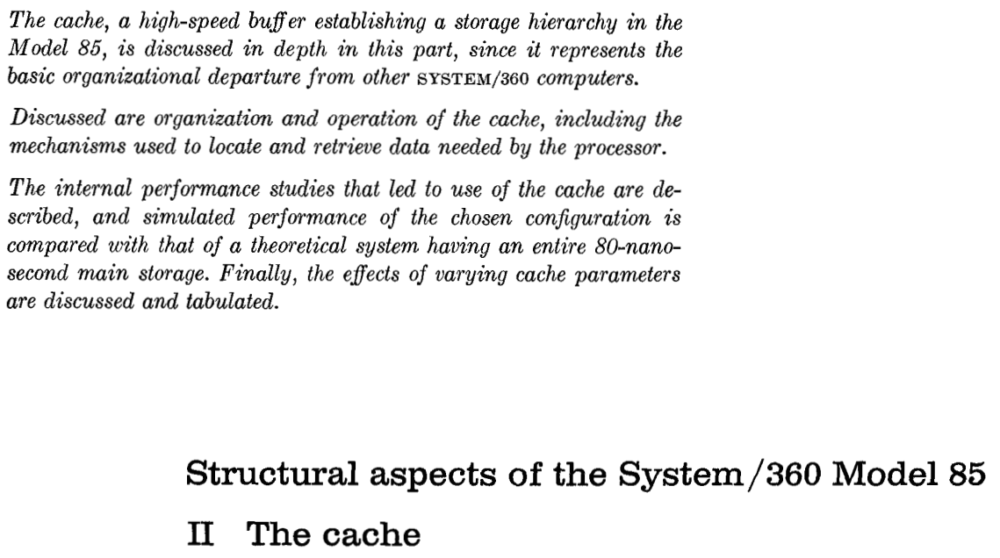 The cache, a high-speed buffer establishing a storage hierarchy in the
Model 85, is discussed in depth in this part, since it represents the
basic organizational departure from other SYSTEM/360 computers.
Discussed are organization and operation of the cache, including the
mechanisms used to locate and retrieve data needed by the processor.
The internal performance studies that led to use of the cache are de-
scribed, and simulated performance of the chosen configuration is
compared with that of a theoretical system having an entire 80-nano-
second main storage. Finally, the effects of varying cache parameters
are discussed and tabulated.
Structural aspects of the System/360 Model 85
II The cache